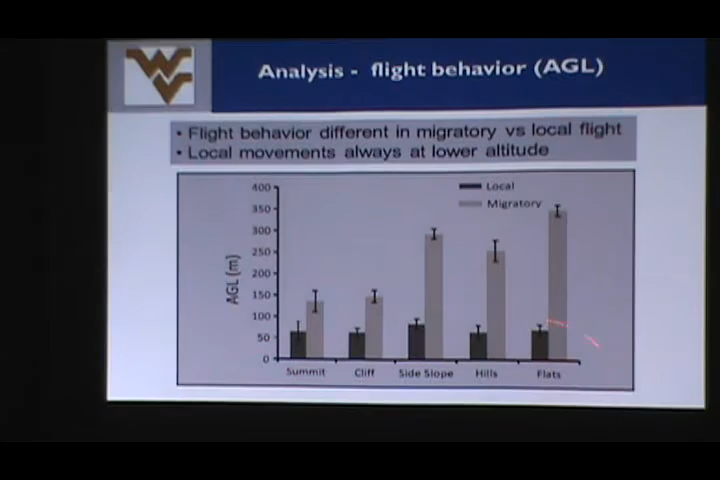 Analysis - flight behavior (AGL)
• Flight behavior different in migratory vs local flight
• Local movements always at lower altitude
400
350
300
250
200
150
100
50
0
AGL (m)
Local
Migratory
Summit Cliff Side Slope Hills Flats